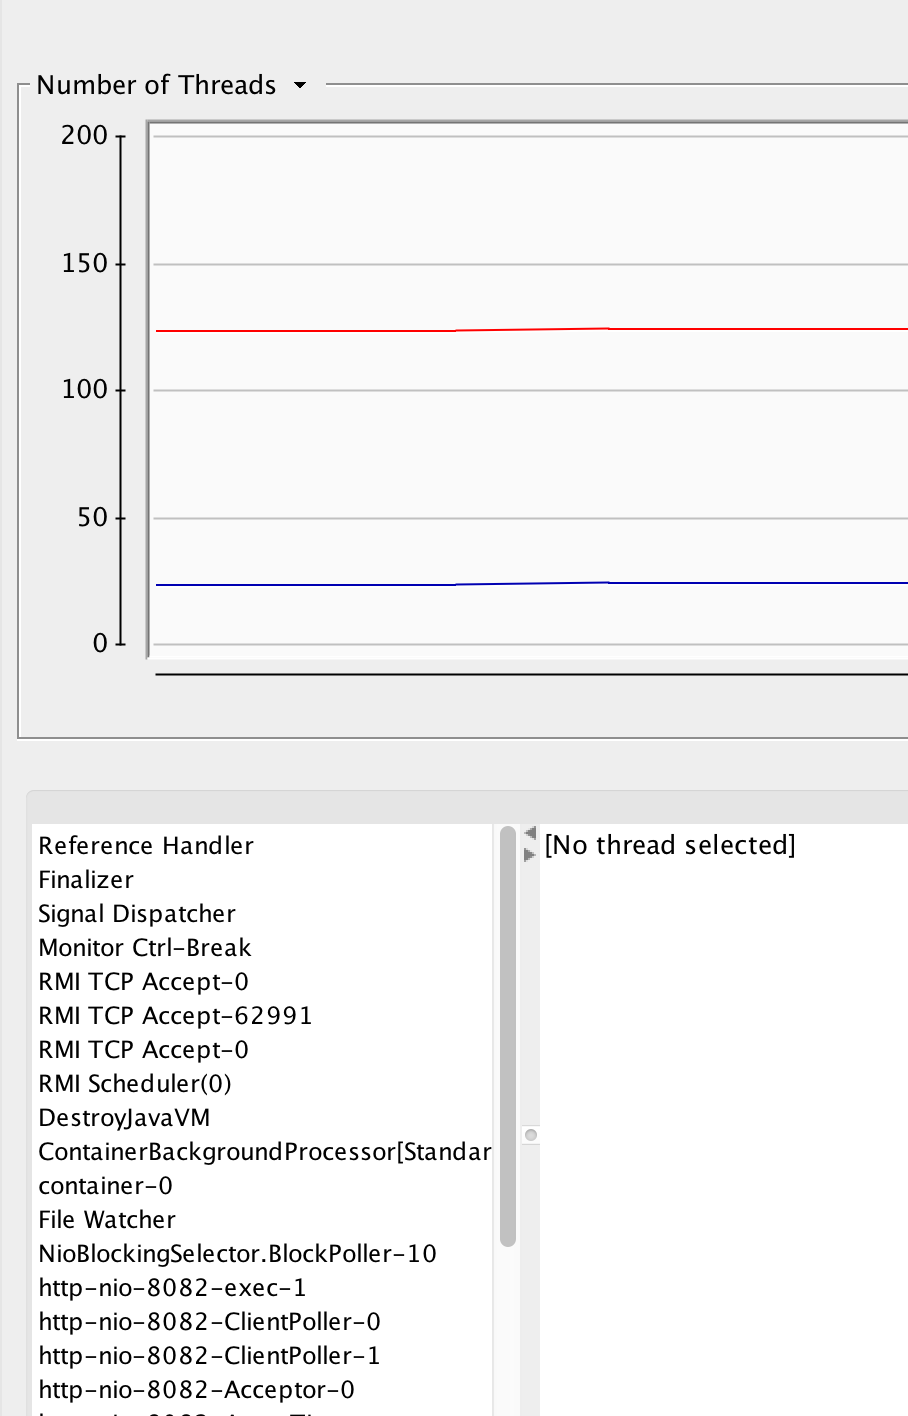 Number of Threads
200
150
100
50
0
Reference Handler
Finalizer
Signal Dispatcher
Monitor Ctrl-Break
RMI TCP Accept-0
RMI TCP Accept-62991
RMI TCP Accept-0
RMI Scheduler(0)
DestroyJavaVM
ContainerBackgroundProcessor[Standar
container-0
File Watcher
NioBlockingSelector.BlockPoller-10
http-nio-8082-exec-1
http-nio-8082-ClientPoller-0
http-nio-8082-ClientPoller-1
http-nio-8082-Acceptor-0
[No thread selected]